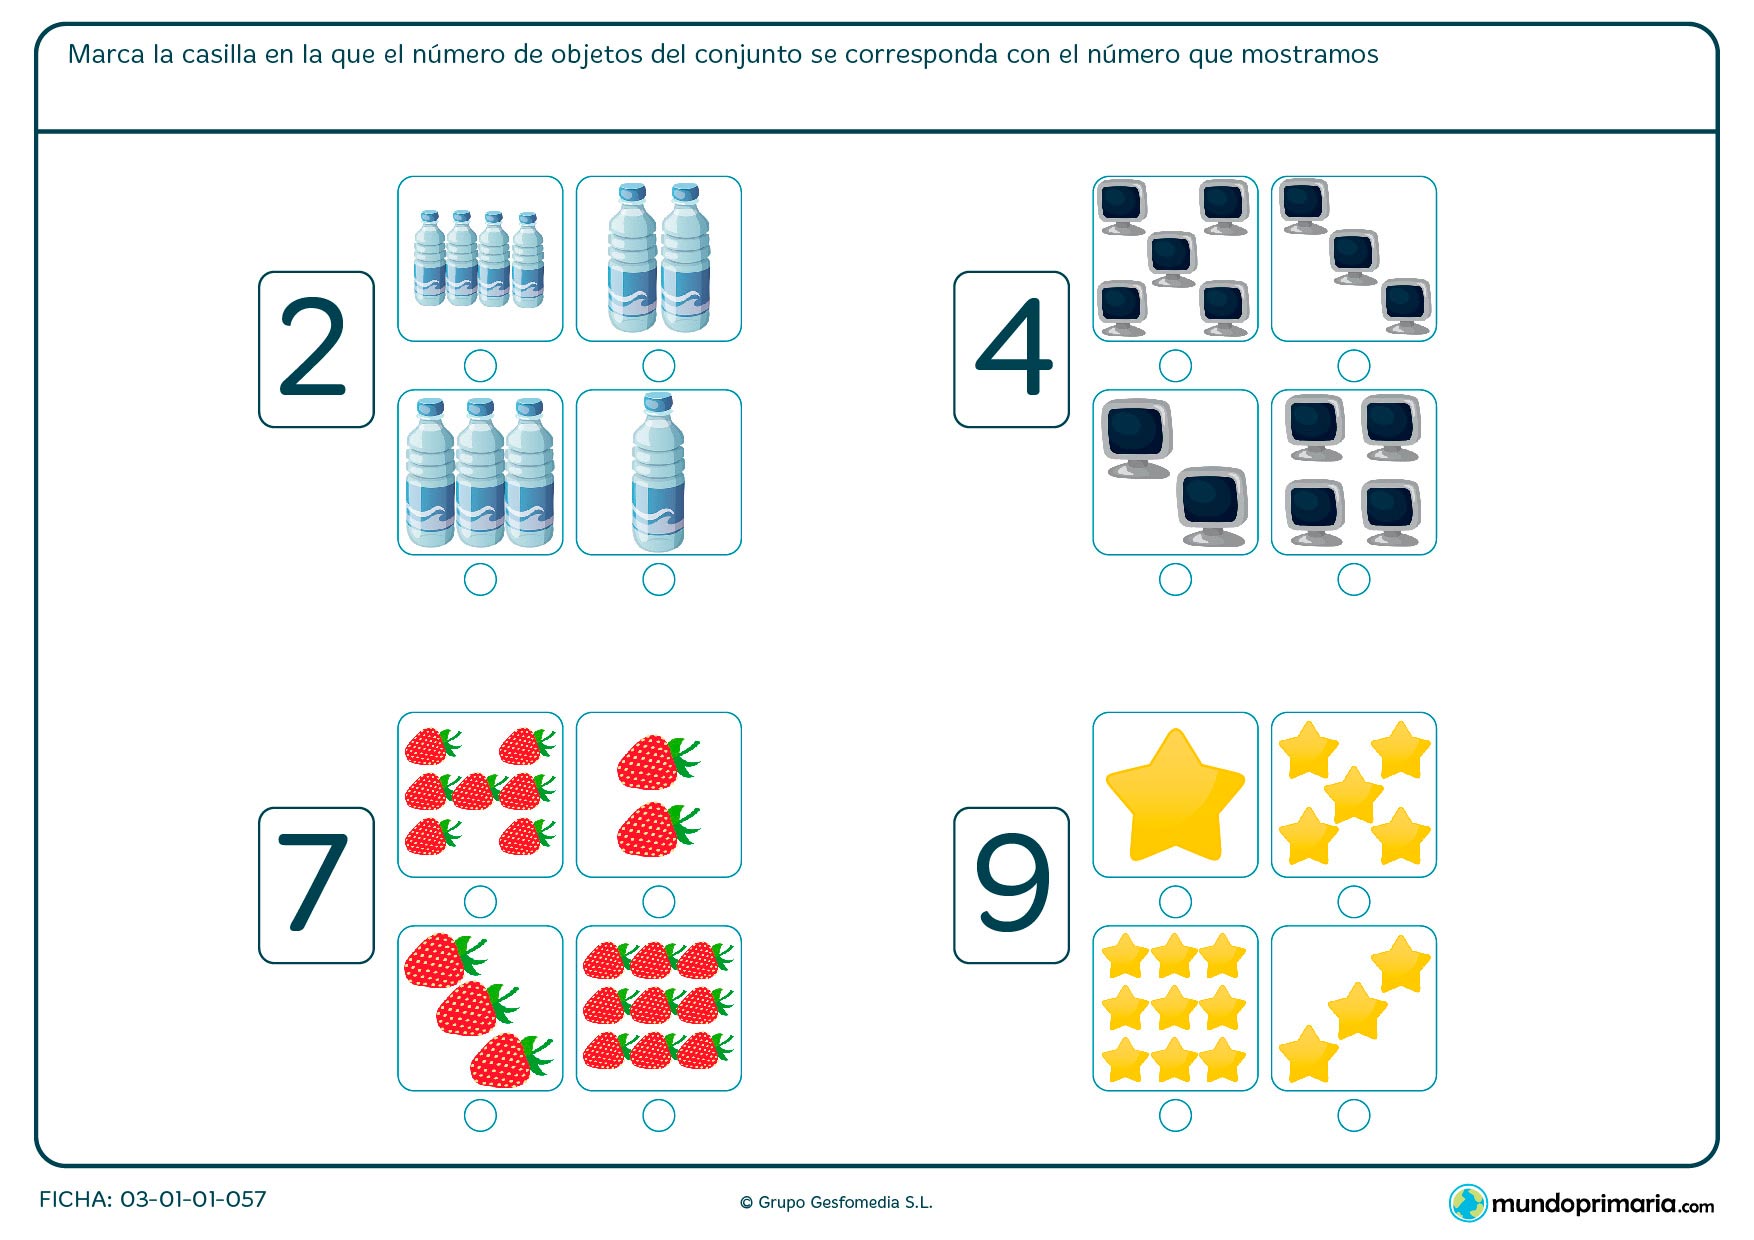 Marca la casilla en la que el número de objetos del conjunto se corresponda con el número que mostramos
2
4
7
9
FICHA: 03-01-01-057
© Grupo Gesfomedia S.L.
mundoprimaria.com